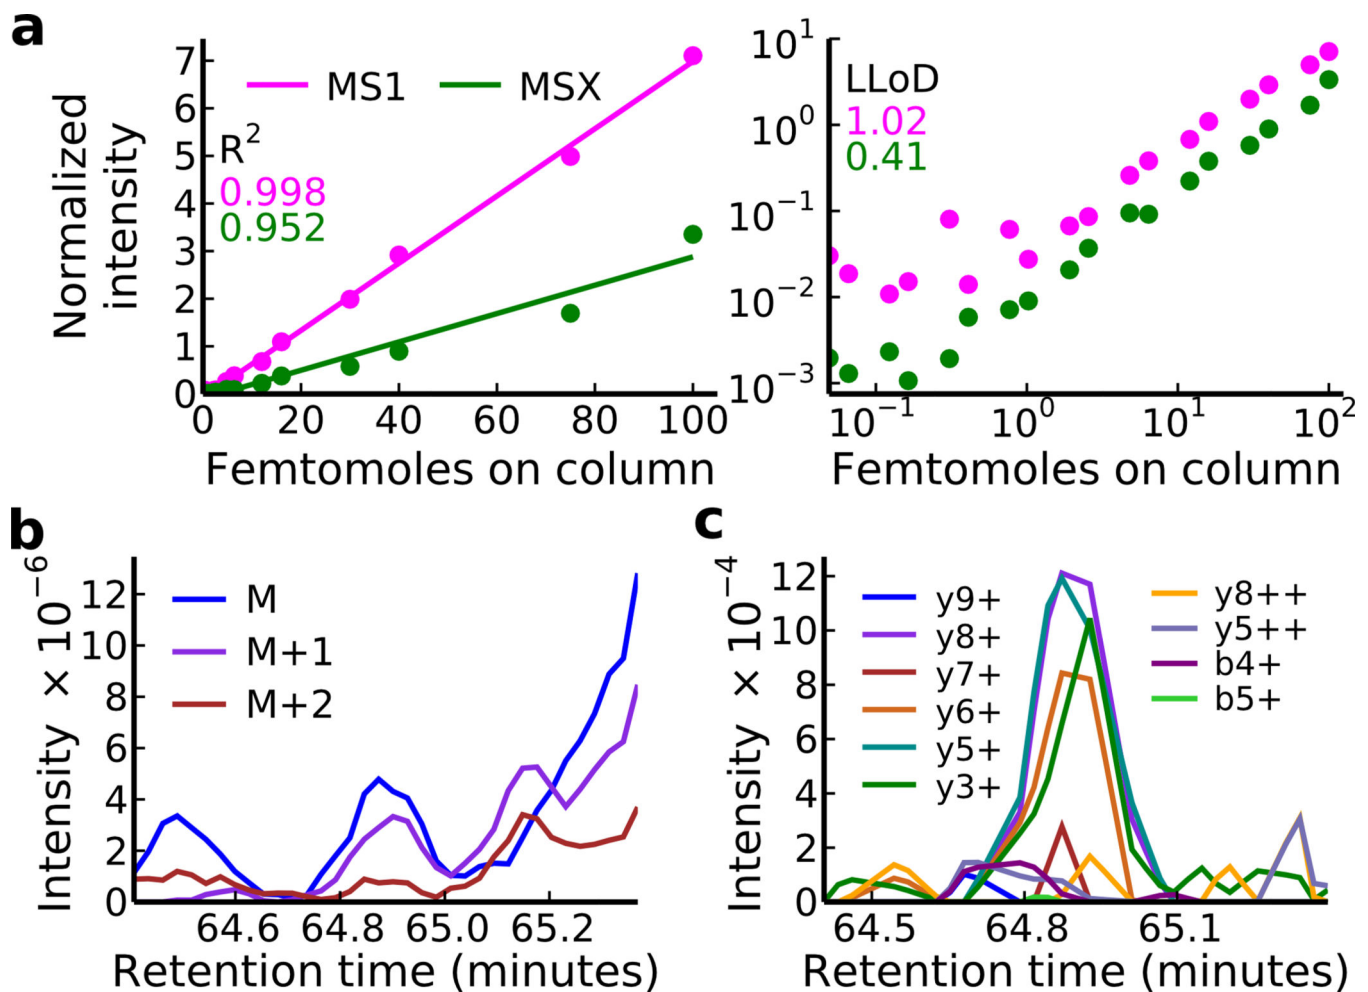 a
Normalized
intensity
7
6
5
4
3
2
1
0
MS1
MSX
R²
0.998
0.952
0 20 40 60 80 100
Femtomoles on column
10¹
10⁰
10⁻¹
10⁻²
10⁻³
LLoD
1.02
0.41
10⁻¹ 10⁰ 10¹ 10²
Femtomoles on column
b
Intensity × 10⁻⁶
12
10
8
6
4
2
0
M
M+1
M+2
64.6 64.8 65.0 65.2
Retention time (minutes)
c
Intensity × 10⁻⁴
12
10
8
6
4
2
0
y9+
y8+
y7+
y6+
y5+
y3+
y8++
y5++
b4+
b5+
64.5 64.8 65.1
Retention time (minutes)